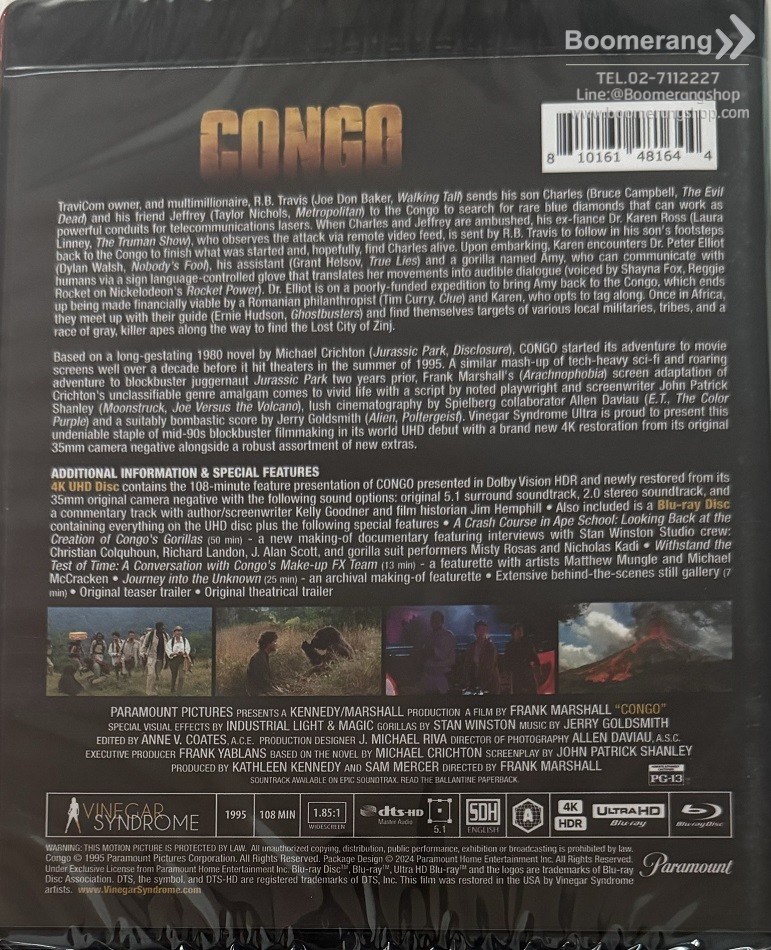 Boomerang
TEL.02-7112227
Line:@Boomerangshop
www.boomerangshop.com
CONGO
8 10161 48164 4
TraviCom owner, and multimillionaire, R.B. Travis (Joe Don Baker, Walking Tall) sends his son Charles (Bruce Campbell, The Evil
Dead) and his friend Jeffrey (Taylor Nichols, Metropolitan) to the Congo to search for rare blue diamonds that can work as
powerful conduits for telecommunications lasers. When Charles and Jeffrey are ambushed, his ex-fiance Dr. Karen Ross (Laura
Linney, The Truman Show), who observes the attack via remote video feed, is sent by R.B. Travis to follow in his son's footsteps
back to the Congo to finish what was started and, hopefully, find Charles alive. Upon embarking, Karen encounters Dr. Peter Elliot
(Dylan Walsh, Nobody's Fool), his assistant (Grant Heslov, True Lies) and a gorilla named Amy, who can communicate with
humans via a sign language-controlled glove that translates her movements into audible dialogue (voiced by Shayna Fox, Reggie
Rocket on Nickelodeon's Rocket Power). Dr. Elliot is on a poorly-funded expedition to bring Amy back to the Congo, which ends
up being made financially viable by a Romanian philanthropist (Tim Curry, Clue) and Karen, who opts to tag along. Once in Africa,
they meet up with their guide (Ernie Hudson, Ghostbusters) and find themselves targets of various local militaries, tribes, and a
race of gray, killer apes along the way to find the Lost City of Zinj.
Based on a long-gestating 1980 novel by Michael Crichton (Jurassic Park, Disclosure), CONGO started its adventure to movie
screens well over a decade before it hit theaters in the summer of 1995. A similar mash-up of tech-heavy sci-fi and roaring
adventure to blockbuster juggernaut Jurassic Park two years prior, Frank Marshall's (Arachnophobia) screen adaptation of
Crichton's unclassifiable genre amalgam comes to vivid life with a script by noted playwright and screenwriter John Patrick
Shanley (Moonstruck, Joe Versus the Volcano), lush cinematography by Spielberg collaborator Allen Daviau (E.T., The Color
Purple) and a suitably bombastic score by Jerry Goldsmith (Alien, Poltergeist). Vinegar Syndrome Ultra is proud to present this
undeniable staple of mid-90s blockbuster filmmaking in its world UHD debut with a brand new 4K restoration from its original
35mm camera negative alongside a robust assortment of new extras.
ADDITIONAL INFORMATION & SPECIAL FEATURES
4K UHD Disc contains the 108-minute feature presentation of CONGO presented in Dolby Vision HDR and newly restored from its
35mm original camera negative with the following sound options: original 5.1 surround soundtrack, 2.0 stereo soundtrack, and
a commentary track with author/screenwriter Kelly Goodner and film historian Jim Hemphill • Also included is a Blu-ray Disc
containing everything on the UHD disc plus the following special features • A Crash Course in Ape School: Looking Back at the
Creation of Congo's Gorillas (50 min) - a new making-of documentary featuring interviews with Stan Winston Studio crew:
Christian Colquhoun, Richard Landon, J. Alan Scott, and gorilla suit performers Misty Rosas and Nicholas Kadi • Withstand the
Test of Time: A Conversation with Congo's Make-up FX Team (13 min) - a featurette with artists Matthew Mungle and Michael
McCracken • Journey into the Unknown (25 min) - an archival making-of featurette • Extensive behind-the-scenes still gallery (7
min) • Original teaser trailer • Original theatrical trailer
PARAMOUNT PICTURES PRESENTS A KENNEDY/MARSHALL PRODUCTION A FILM BY FRANK MARSHALL "CONGO"
SPECIAL VISUAL EFFECTS BY INDUSTRIAL LIGHT & MAGIC GORILLAS BY STAN WINSTON MUSIC BY JERRY GOLDSMITH
EDITED BY ANNE V. COATES, A.C.E. PRODUCTION DESIGNER J. MICHAEL RIVA DIRECTOR OF PHOTOGRAPHY ALLEN DAVIAU, A.S.C.
EXECUTIVE PRODUCER FRANK YABLANS BASED ON THE NOVEL BY MICHAEL CRICHTON SCREENPLAY BY JOHN PATRICK SHANLEY
PRODUCED BY KATHLEEN KENNEDY AND SAM MERCER DIRECTED BY FRANK MARSHALL
SOUNDTRACK AVAILABLE ON EPIC SOUNDTRAX. READ THE BALLANTINE PAPERBACK.
PG-13
VINEGAR
SYNDROME
1995
108 MIN
1.85:1
WIDESCREEN
dts-HD
Master Audio
5.1
SDH
ENGLISH
A
4K
HDR
ULTRA HD
Blu-ray
Blu-ray Disc
WARNING: THIS MOTION PICTURE IS PROTECTED BY LAW. All unauthorized copying, distribution, public performance, exhibition or broadcasting is prohibited by law.
Congo © 1995 Paramount Pictures Corporation. All Rights Reserved. Package Design © 2024 Paramount Home Entertainment Inc. All Rights Reserved.
Under Exclusive License from Paramount Home Entertainment Inc. Blu-ray Disc™, Blu-ray™, Ultra HD Blu-ray™ and the logos are trademarks of Blu-ray
Disc Association. DTS, the symbol, and DTS-HD are registered trademarks of DTS, Inc. This film was restored in the USA by Vinegar Syndrome
artists. www.VinegarSyndrome.com
Paramount